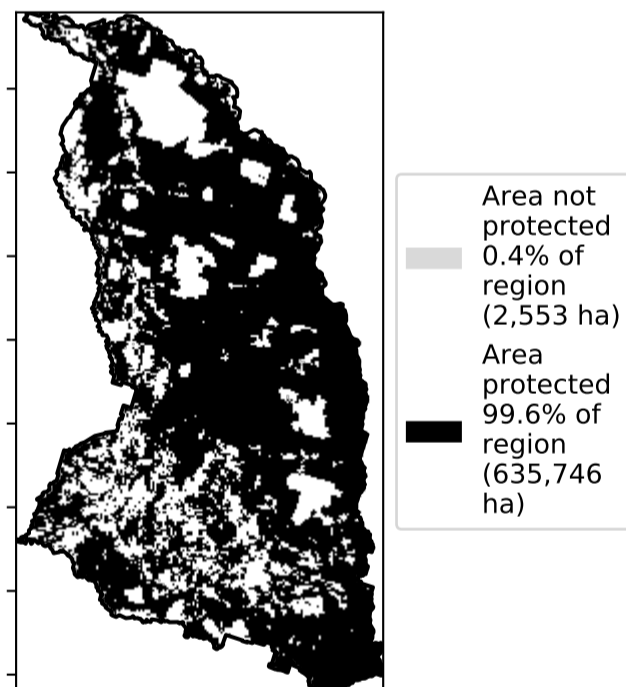 Area not
protected
0.4% of
region
(2,553 ha)
Area
protected
99.6% of
region
(635,746
ha)